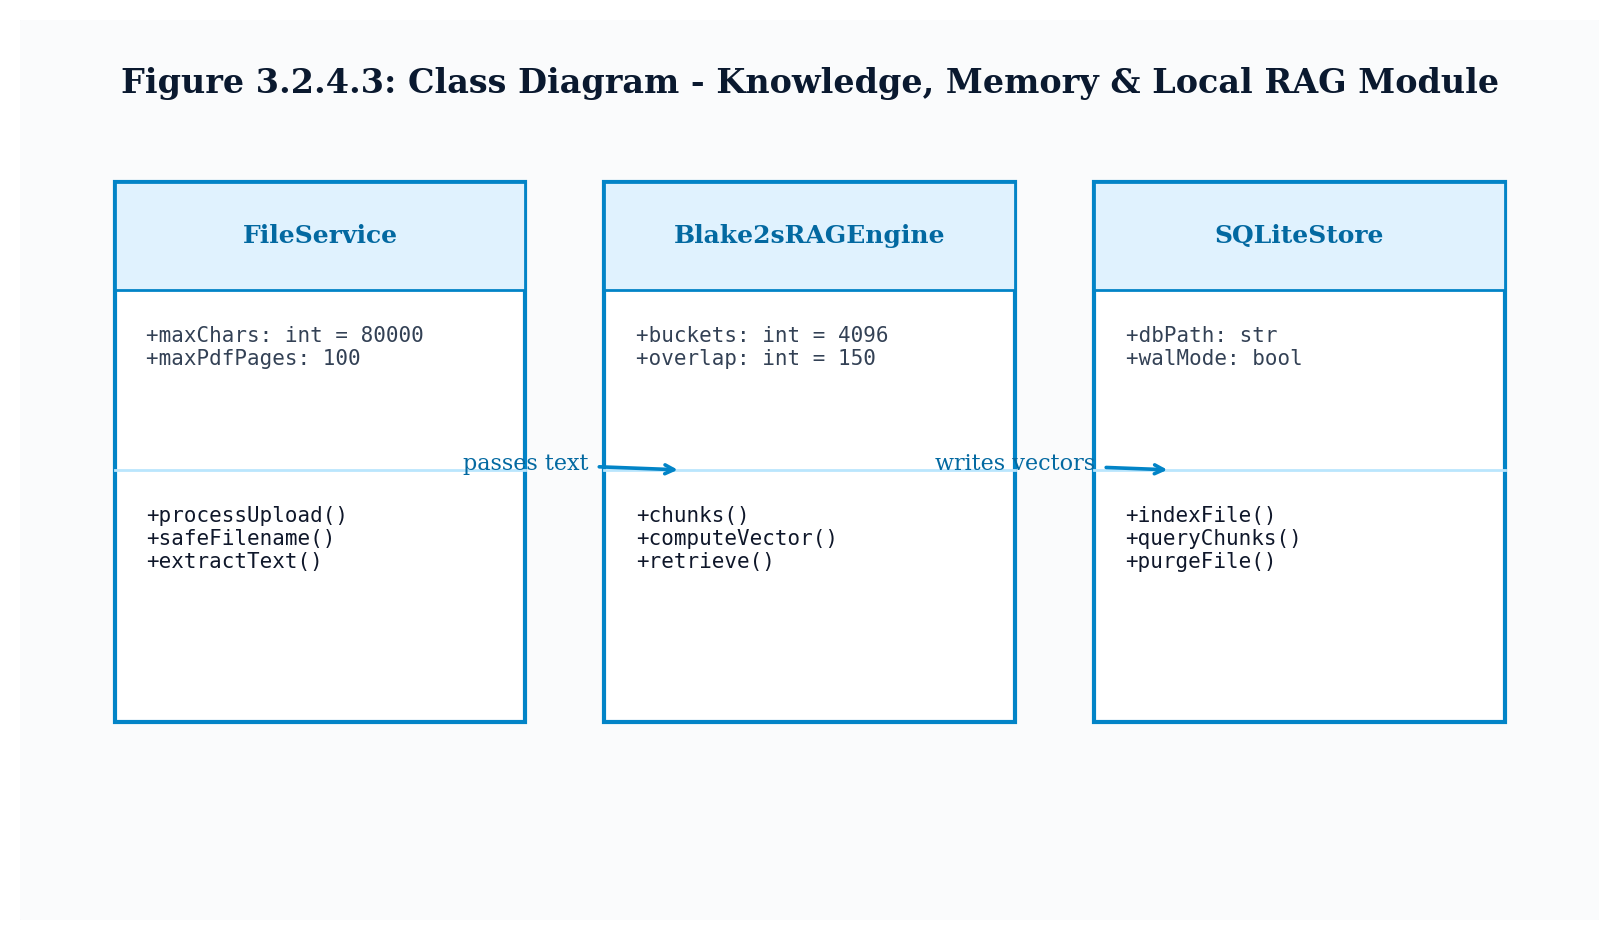 Figure 3.2.4.3: Class Diagram - Knowledge, Memory & Local RAG Module
FileService
+maxChars: int = 80000
+maxPdfPages: 100
passes text
+processUpload()
+safeFilename()
+extractText()
Blake2sRAGEngine
+buckets: int = 4096
+overlap: int = 150
writes vectors
+chunks()
+computeVector()
+retrieve()
SQLiteStore
+dbPath: str
+walMode: bool
+indexFile()
+queryChunks()
+purgeFile()